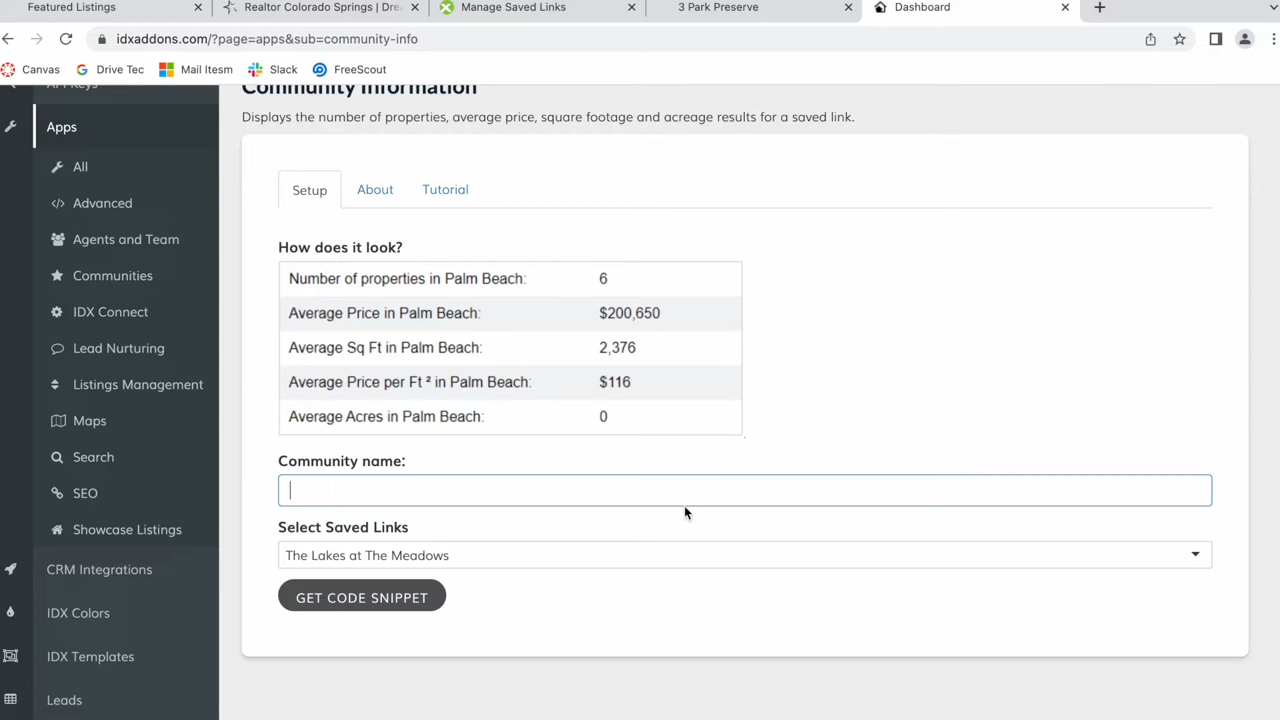 Featured Listings
Realtor Colorado Springs | Dre
Manage Saved Links
3 Park Preserve
Dashboard
idxaddons.com/?page=apps&sub=community-info
Canvas
Drive Tec
Mail Itesm
Slack
FreeScout
API Keys
Apps
All
Advanced
Agents and Team
Communities
IDX Connect
Lead Nurturing
Listings Management
Maps
Search
SEO
Showcase Listings
CRM Integrations
IDX Colors
IDX Templates
Leads
Community Information
Displays the number of properties, average price, square footage and acreage results for a saved link.
Setup
About
Tutorial
How does it look?
Number of properties in Palm Beach: 6
Average Price in Palm Beach: $200,650
Average Sq Ft in Palm Beach: 2,376
Average Price per Ft ² in Palm Beach: $116
Average Acres in Palm Beach: 0
Community name:
Select Saved Links
The Lakes at The Meadows
GET CODE SNIPPET